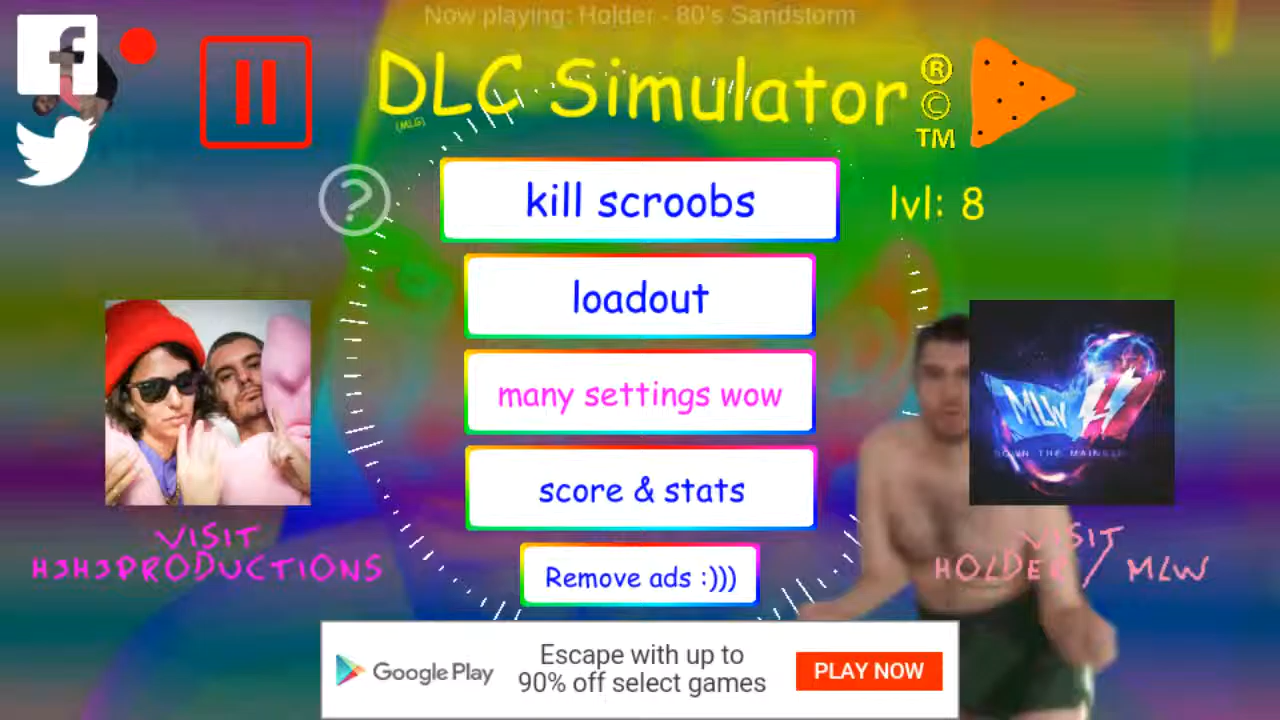 Now playing: Holder - 80's Sandstorm
DLC Simulator
®
©
TM
(MLG)
kill scroobs
lvl: 8
loadout
many settings wow
score & stats
Remove ads :)))
MLW
VISIT
H3H3PRODUCTIONS
VISIT
HOLDER / MLW
Google Play
Escape with up to
90% off select games
PLAY NOW